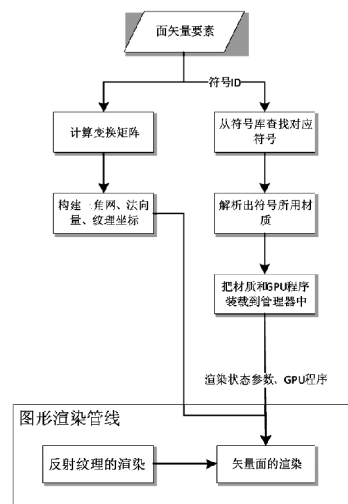 面矢量要素
符号ID
计算变换矩阵
从符号库查找对应
符号
构建三角网、法向
量、纹理坐标
解析出符号所用材
质
把材质和GPU程序
装载到管理器中
渲染状态参数、GPU程序
图形渲染管线
反射纹理的渲染
矢量面的渲染